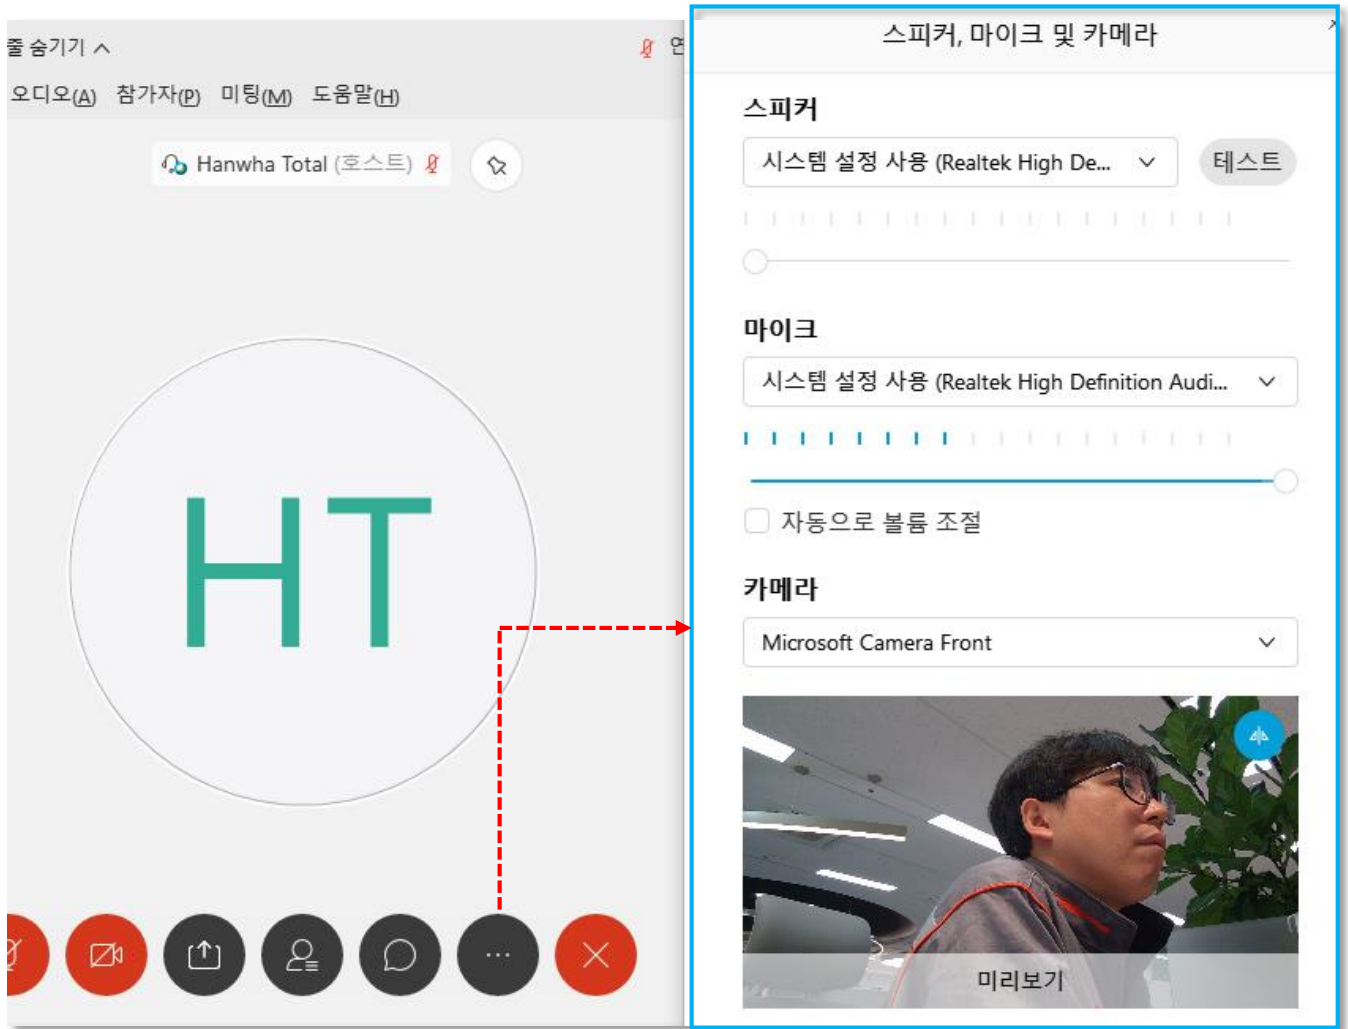 줄 숨기기
연
오디오(A) 참가자(P) 미팅(M) 도움말(H)
Hanwha Total (호스트)
HT
스피커, 마이크 및 카메라
스피커
시스템 설정 사용 (Realtek High De...
테스트
마이크
시스템 설정 사용 (Realtek High Definition Audi...
자동으로 볼륨 조절
카메라
Microsoft Camera Front
미리보기